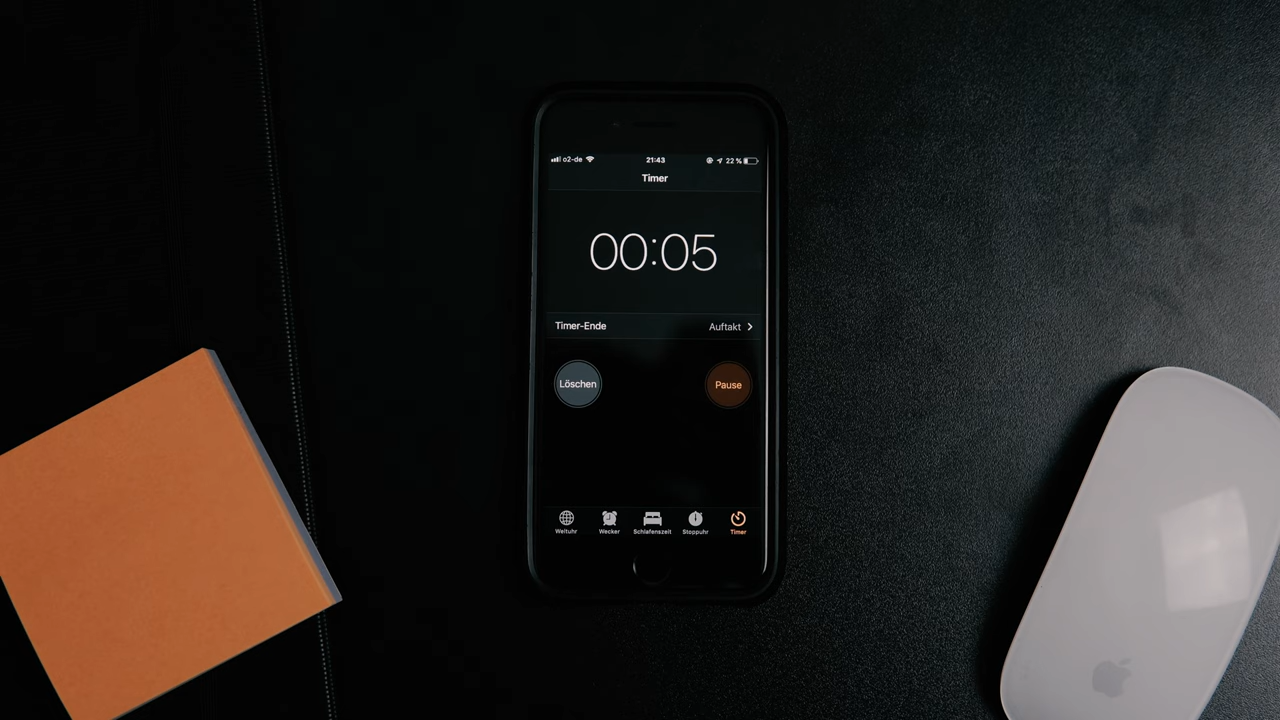 o2-de 21:43 22 %
Timer
00:05
Timer-Ende Auftakt
Löschen Pause
Weltuhr Wecker Schlafenszeit Stoppuhr Timer